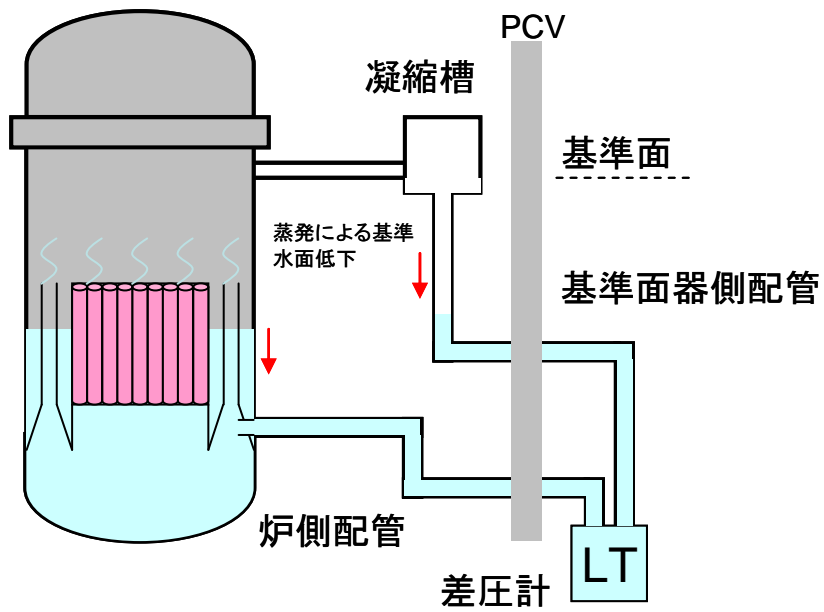 PCV
凝縮槽
基準面
蒸発による基準
水面低下
基準面器側配管
炉側配管
LT
差圧計